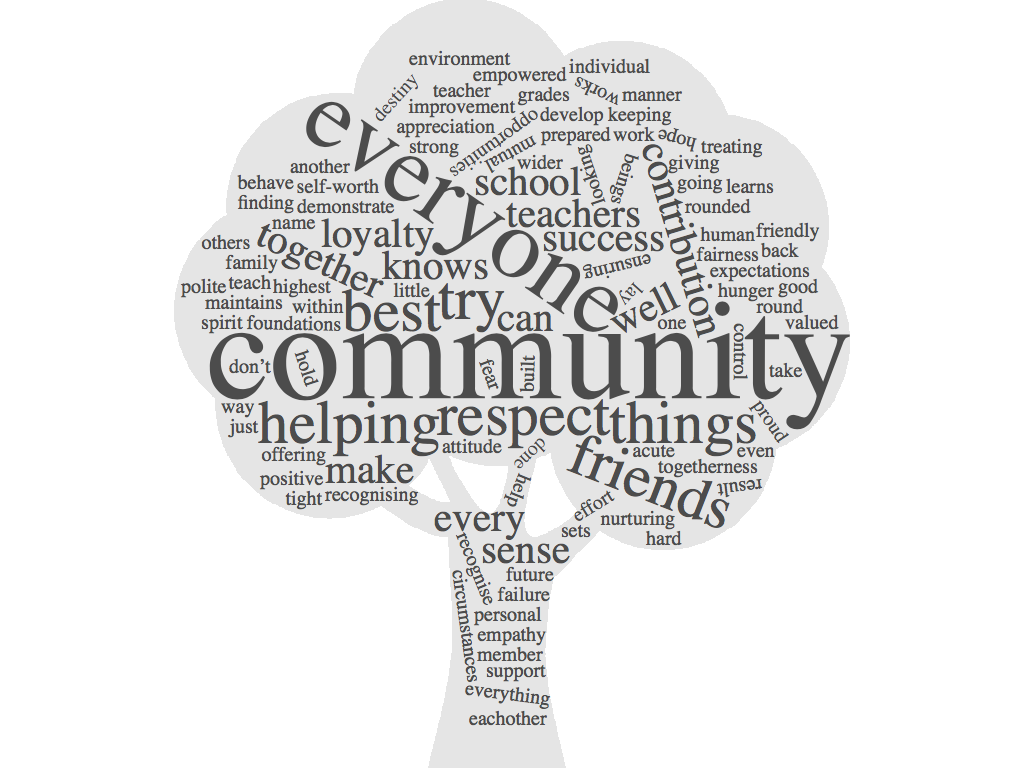 environment
individual
empowered
destiny
teacher
grades
works
manner
everyone
improvement
opportunities
develop
keeping
appreciation
prepared
work
hope
strong
mutual
treating
another
wider
looking
beings
contribution
giving
behave
self-worth
school
going
learns
finding
demonstrate
teachers
rounded
name
loyalty
success
human
friendly
others
together
fairness
back
family
knows
ensuring
expectations
polite
teach
highest
little
lay
hunger
good
maintains
within
best
try
can
well
round
spirit
foundations
one
valued
community
don't
hold
fear
built
control
take
way
just
helping
respect
things
proud
attitude
done
acute
even
offering
friends
togetherness
positive
make
help
result
tight
recognising
effort
every
sets
nurturing
recognise
sense
hard
future
circumstances
failure
personal
empathy
member
support
everything
eachother